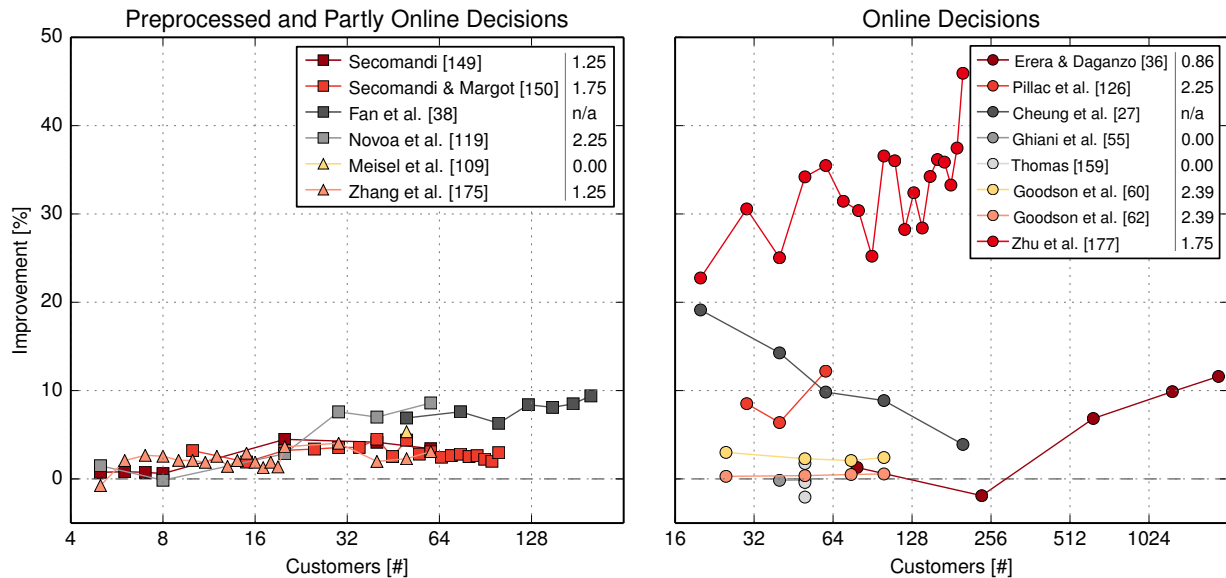 Preprocessed and Partly Online Decisions
Improvement [%]
50
40
30
20
10
0
Secomandi [149] 1.25
Secomandi & Margot [150] 1.75
Fan et al. [38] n/a
Novoa et al. [119] 2.25
Meisel et al. [109] 0.00
Zhang et al. [175] 1.25
4 8 16 32 64 128
Customers [#]
Online Decisions
Erera & Daganzo [36] 0.86
Pillac et al. [126] 2.25
Cheung et al. [27] n/a
Ghiani et al. [55] 0.00
Thomas [159] 0.00
Goodson et al. [60] 2.39
Goodson et al. [62] 2.39
Zhu et al. [177] 1.75
16 32 64 128 256 512 1024
Customers [#]